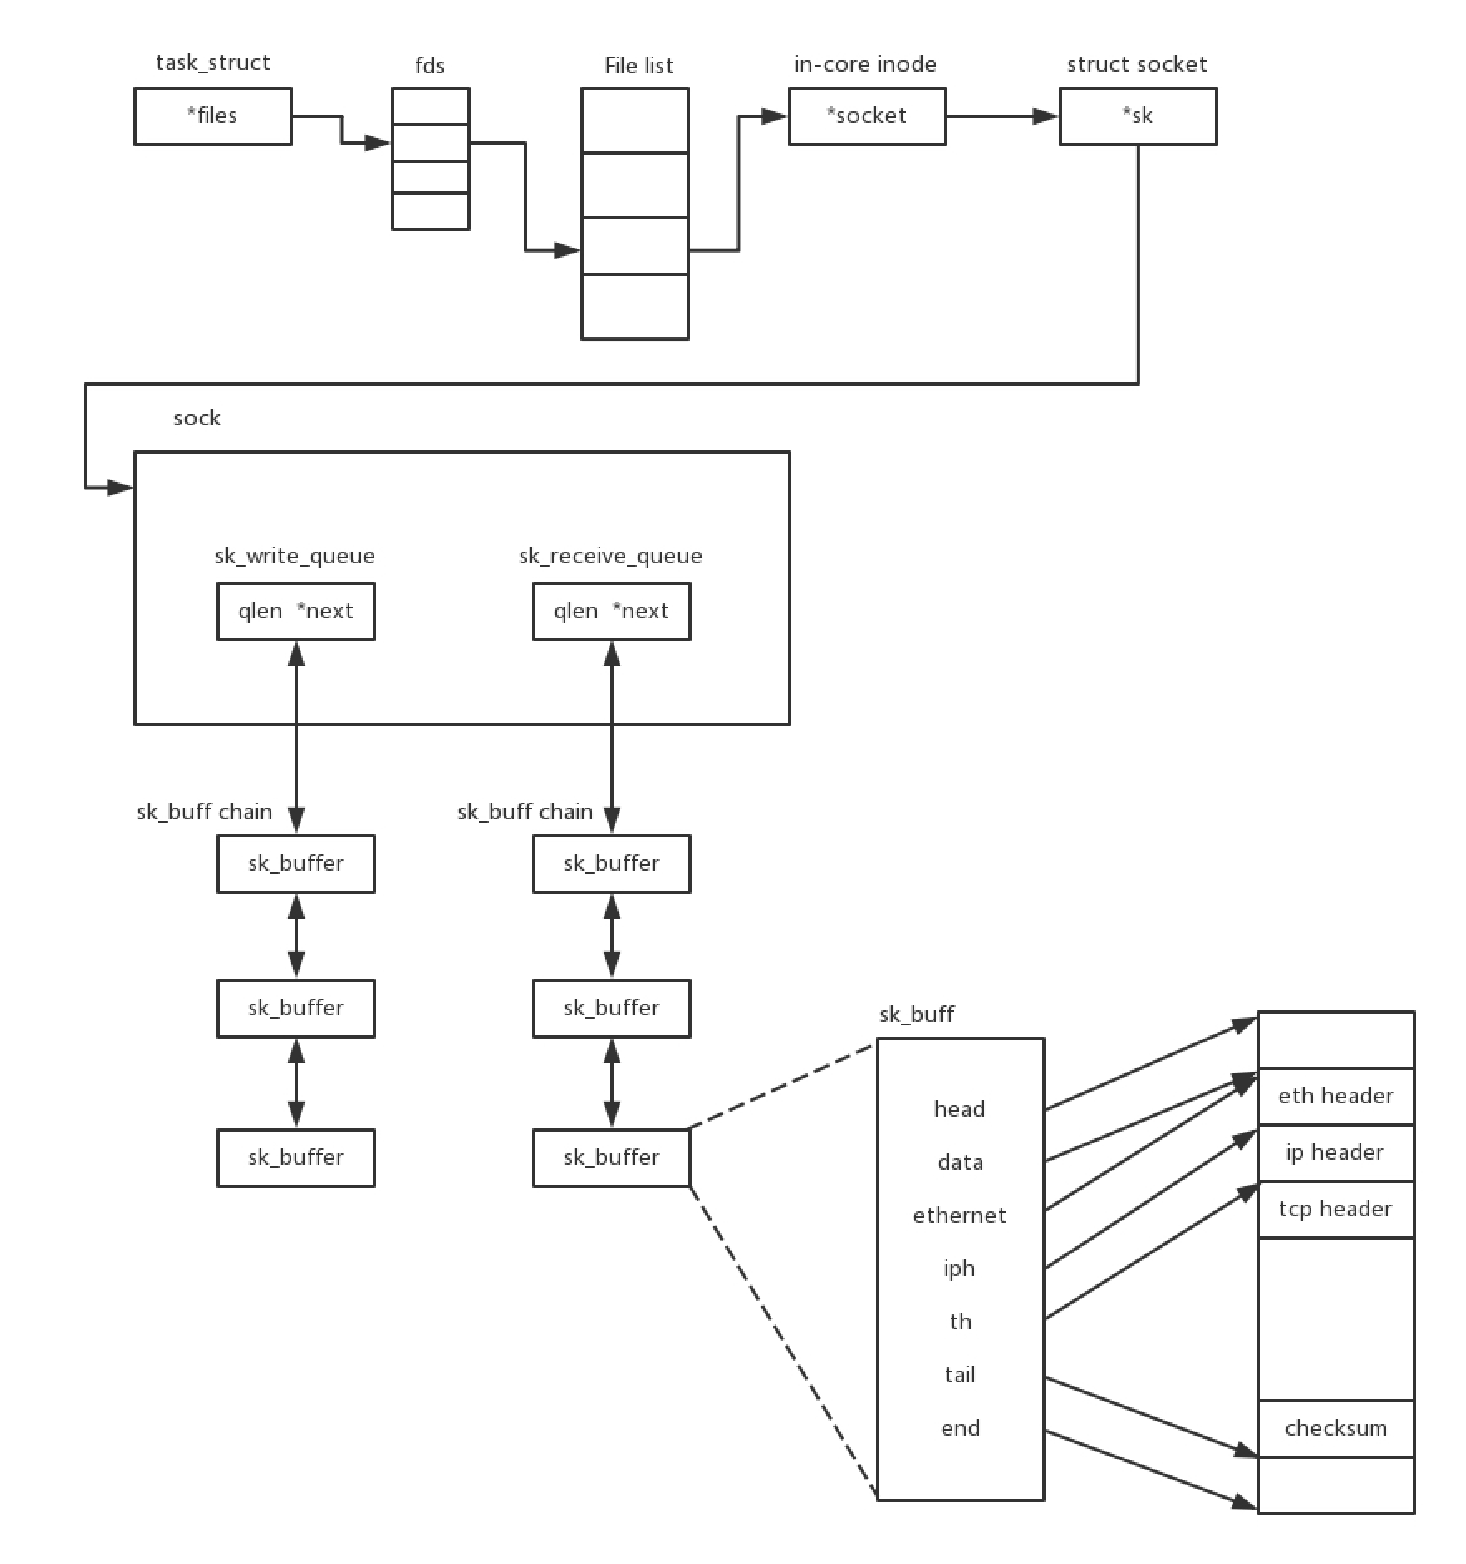 task_struct
fds
File list
in-core inode
struct socket
*files
*socket
*sk
sock
sk_write_queue
sk_receive_queue
qlen *next
qlen *next
sk_buff chain
sk_buff chain
sk_buffer
sk_buffer
sk_buffer
sk_buffer
sk_buffer
sk_buffer
sk_buff
head
data
ethernet
iph
th
tail
end
eth header
ip header
tcp header
checksum